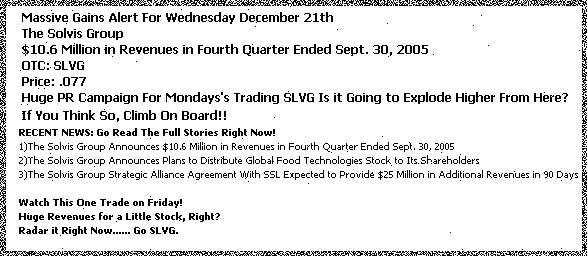 Massive Gains Alert For Wednesday December 21th
The Solvis Group
$10.6 Million in Revenues in Fourth Quarter Ended Sept. 30, 2005
OTC: SLVG
Price: .077
Huge PR Campaign For Mondays's Trading SLVG Is it Going to Explode Higher From Here?
If You Think So, Climb On Board!!
RECENT NEWS: Go Read The Full Stories Right Now!
1)The Solvis Group Announces $10.6 Million in Revenues in Fourth Quarter Ended Sept. 30, 2005
2)The Solvis Group Announces Plans to Distribute Global Food Technologies Stock to Its Shareholders
3)The Solvis Group Strategic Alliance Agreement With SSL Expected to Provide $25 Million in Additional Revenues in 90 Days
Watch This One Trade on Friday!
Huge Revenues for a Little Stock, Right?
Radar it Right Now...... Go SLVG.